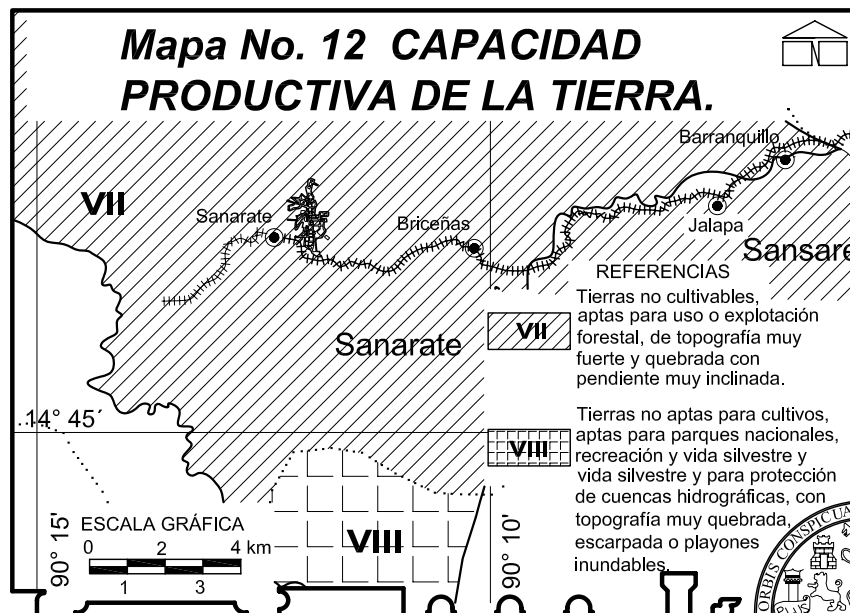 Mapa No. 12 CAPACIDAD
PRODUCTIVA DE LA TIERRA.
Barranquillo
VII
Sanarate
Briceñas
Jalapa
Sansare
REFERENCIAS
Sanarate
VII
Tierras no cultivables,
aptas para uso o explotación
forestal, de topografía muy
fuerte y quebrada con
pendiente muy inclinada.
14° 45´
VIII
Tierras no aptas para cultivos,
aptas para parques nacionales,
recreación y vida silvestre y
vida silvestre y para protección
de cuencas hidrográficas, con
topografía muy quebrada,
escarpada o playones
inundables.
90° 15'
ESCALA GRÁFICA
0 2 4 km
1 3
VIII
90° 10'
ORBIS CONSPICUA
PLUS